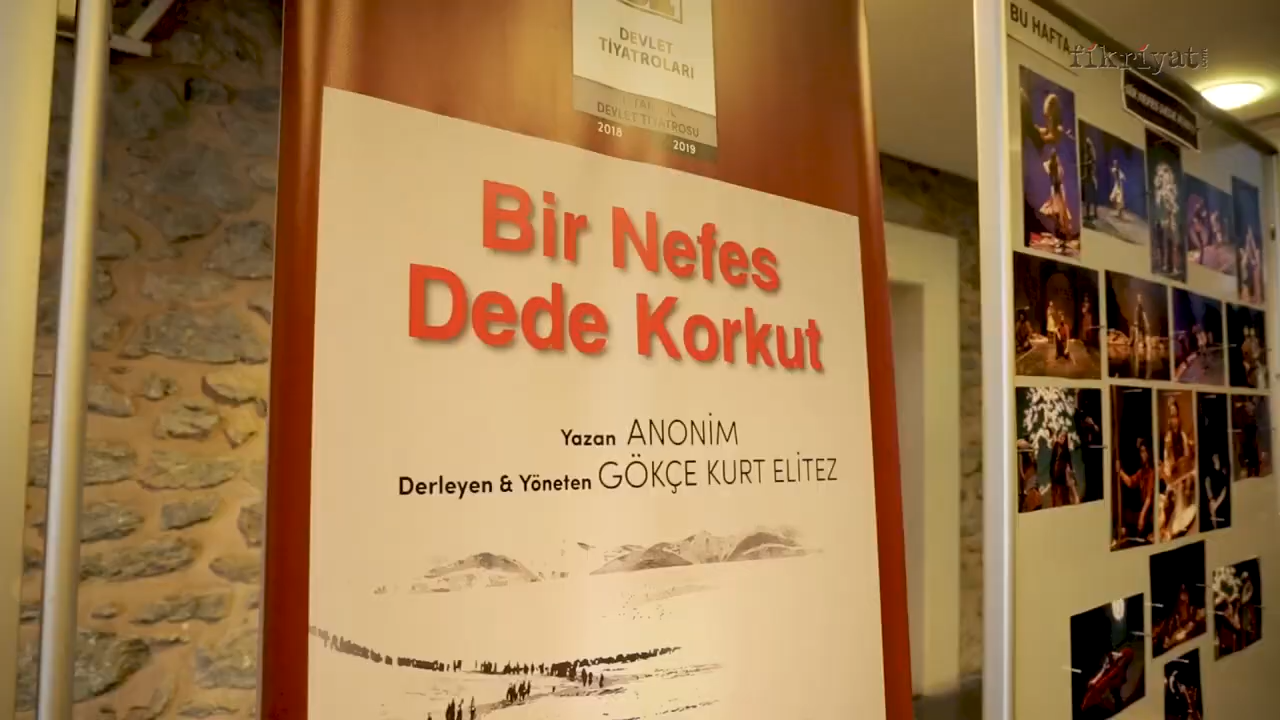 DEVLET
TİYATROLARI
DEVLET TİYATROSU
2018
2019
Bir Nefes
Dede Korkut
Yazan ANONİM
Derleyen & Yöneten GÖKÇE KURT ELİTEZ
BU HAFTA
fikriyat